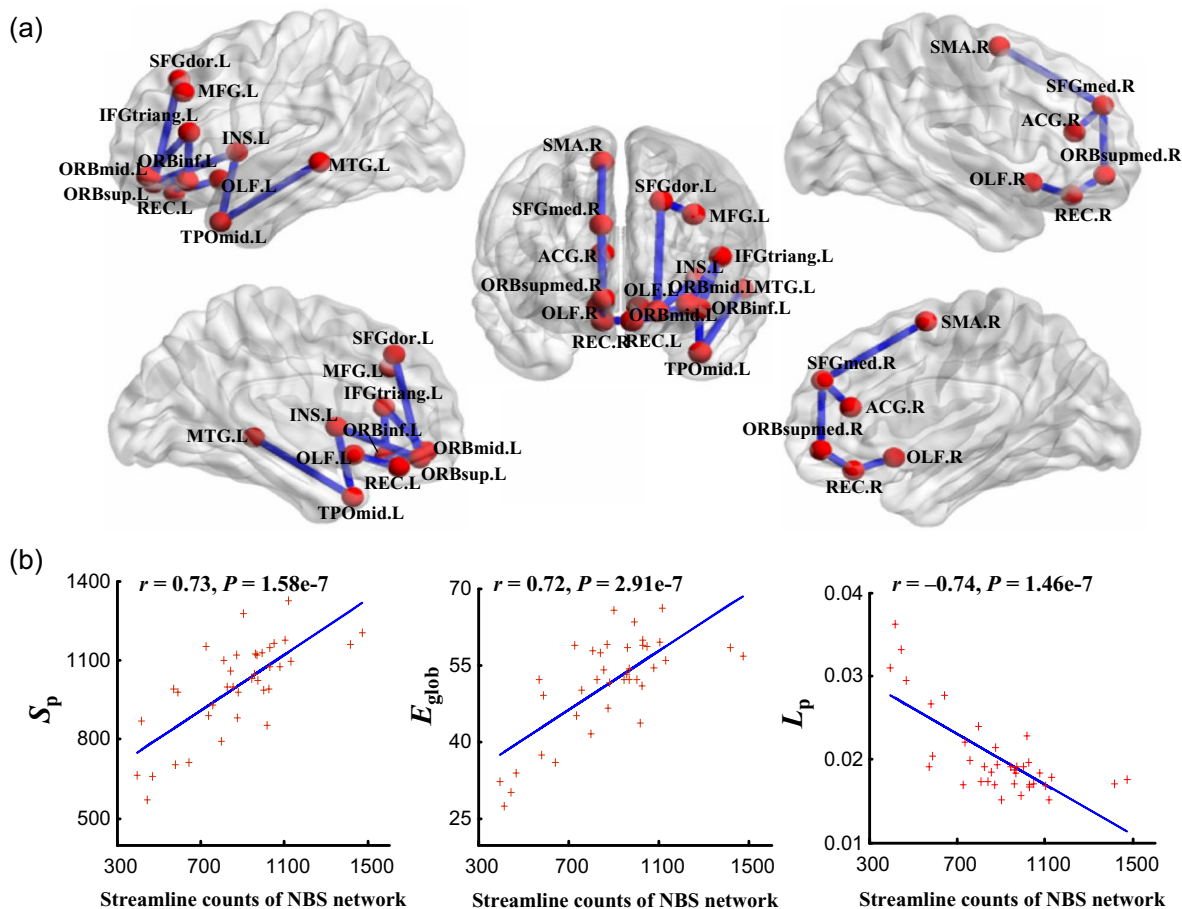 (a)
SFGdor.L
MFG.L
IFGtriang.L
INS.L
ORBinf.L
MTG.L
ORBmid.L
OLF.L
ORBsup.L
REC.L
TPOmid.L
SMA.R
SFGdor.L
SFGmed.R
MFG.L
ACG.R
IFGtriang.L
INS.L
ORBsupmed.R
OLF.L
ORBmid.L
MTG.L
OLF.R
ORBmid.L
ORBinf.L
REC.R
REC.L
TPOmid.L
SMA.R
SFGmed.R
ACG.R
ORBsupmed.R
OLF.R
REC.R
SFGdor.L
MFG.L
IFGtriang.L
INS.L
ORBinf.L
MTG.L
ORBmid.L
OLF.L
ORBsup.L
REC.L
TPOmid.L
SMA.R
SFGmed.R
ACG.R
ORBsupmed.R
OLF.R
REC.R
(b)
r = 0.73, P = 1.58e-7
1400
1100
800
500
Sp
300 700 1100 1500
Streamline counts of NBS network
r = 0.72, P = 2.91e-7
70
55
40
25
Eglob
300 700 1100 1500
Streamline counts of NBS network
r = –0.74, P = 1.46e-7
0.04
0.03
0.02
0.01
Lp
300 700 1100 1500
Streamline counts of NBS network